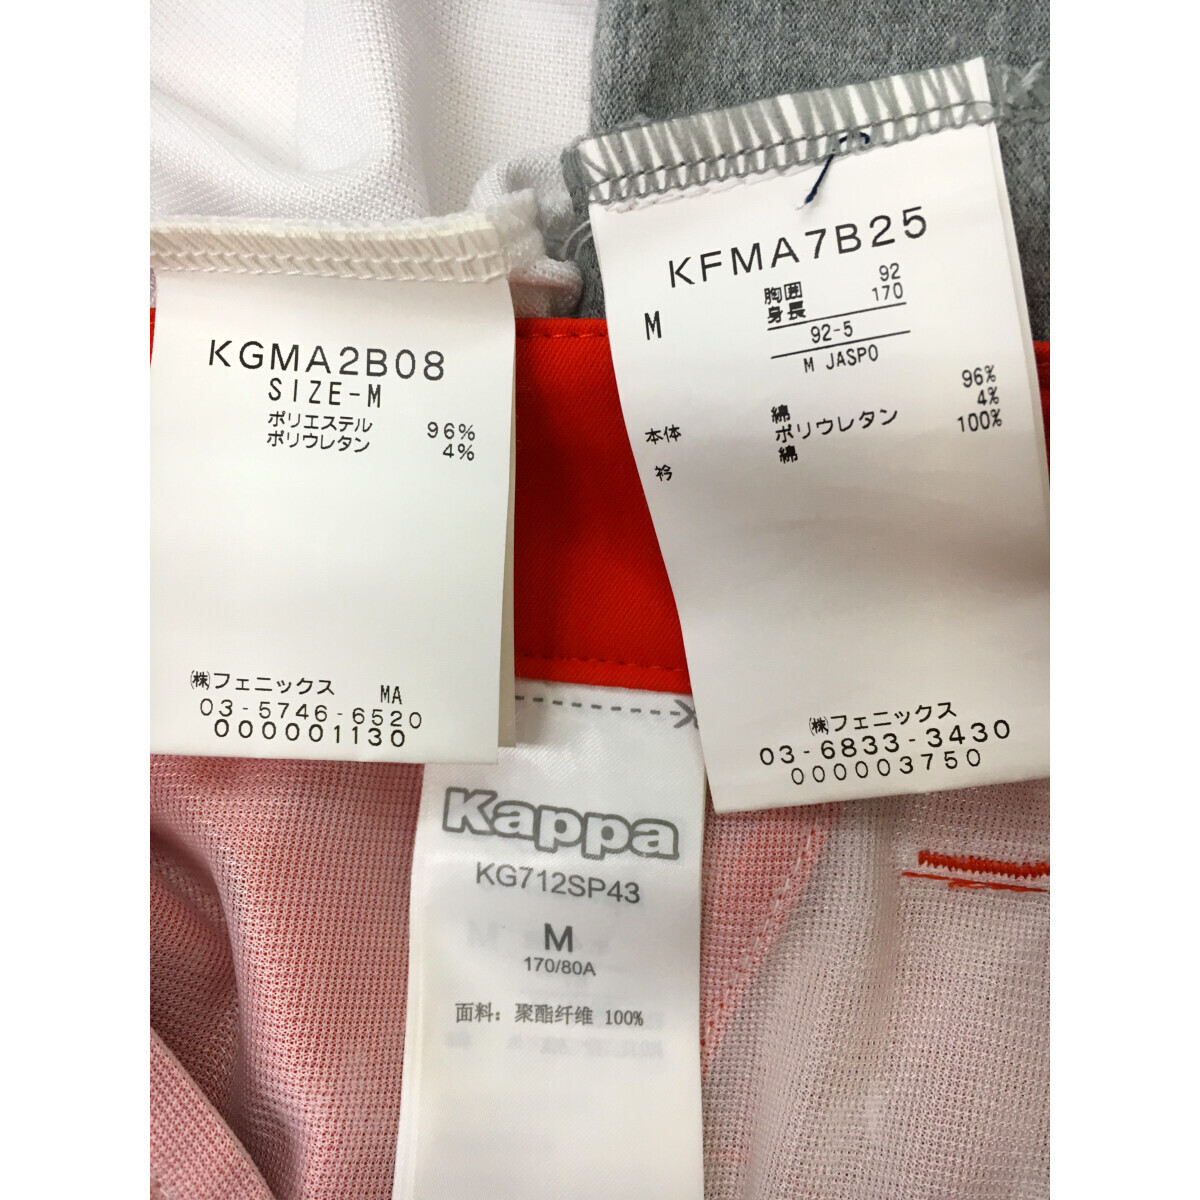 KGMA2B08
SIZE-M
ポリエステル 96%
ポリウレタン 4%
㈱フェニックス MA
03-5746-6520
000001130
KFMA7B25
M
胸囲 92
身長 170
92-5
M JASPO
本体 綿 96%
ポリウレタン 4%
衿 綿 100%
㈱フェニックス
03-6833-3430
000003750
Kappa
KG712SP43
M
170/80A
面料：聚酯纤维 100%